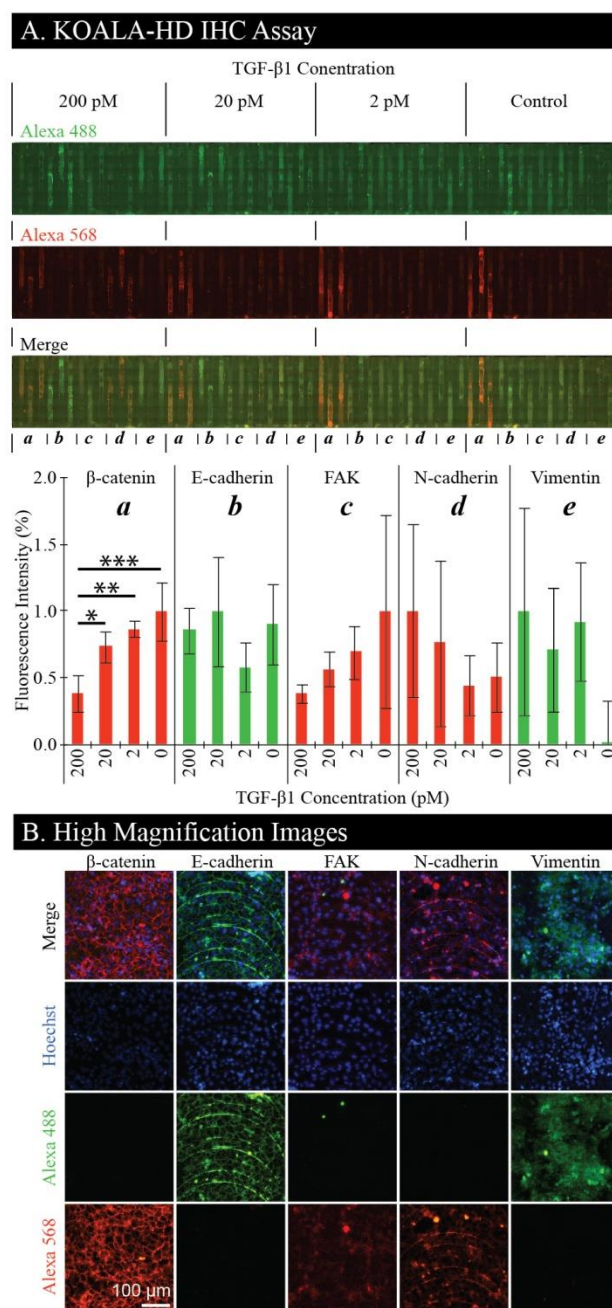 A. KOALA-HD IHC Assay
TGF-β1 Conentration
200 pM 20 pM 2 pM Control
Alexa 488
Alexa 568
Merge
a b c d e a b c d e a b c d e a b c d e
β-catenin E-cadherin FAK N-cadherin Vimentin
a b c d e
Fluorescence Intensity (%)
2.0
1.5
1.0
0.5
0.0
***
**
*
200 20 2 0 200 20 2 0 200 20 2 0 200 20 2 0 200 20 2 0
TGF-β1 Concentration (pM)
B. High Magnification Images
β-catenin E-cadherin FAK N-cadherin Vimentin
Merge
Hoechst
Alexa 488
Alexa 568
100 µm